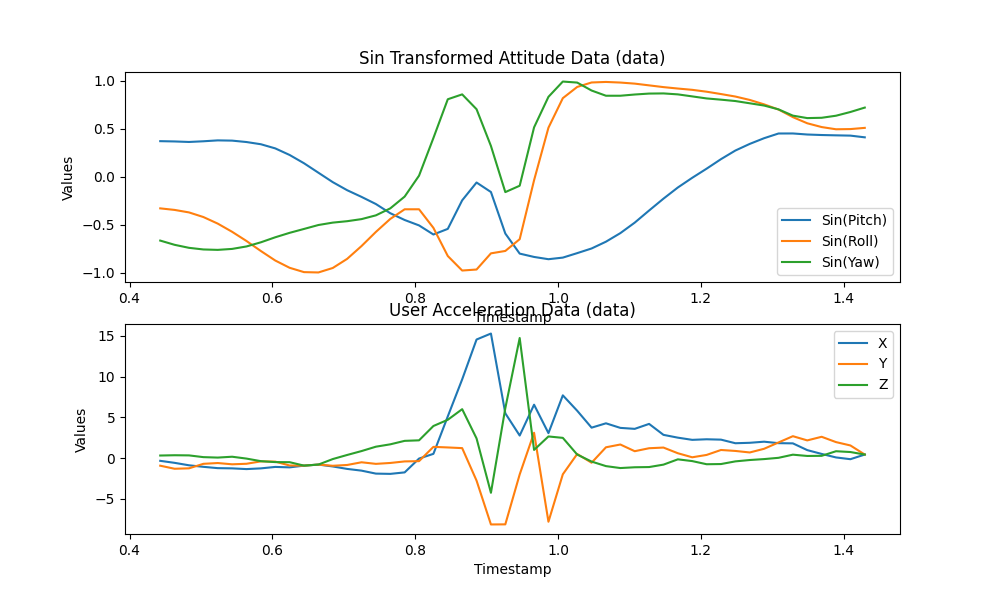 Sin Transformed Attitude Data (data)
1.0
0.5
0.0
−0.5
−1.0
Values
Sin(Pitch)
Sin(Roll)
Sin(Yaw)
0.4 0.6 0.8 1.0 1.2 1.4
Timestamp
User Acceleration Data (data)
15
10
5
0
−5
Values
X
Y
Z
0.4 0.6 0.8 1.0 1.2 1.4
Timestamp